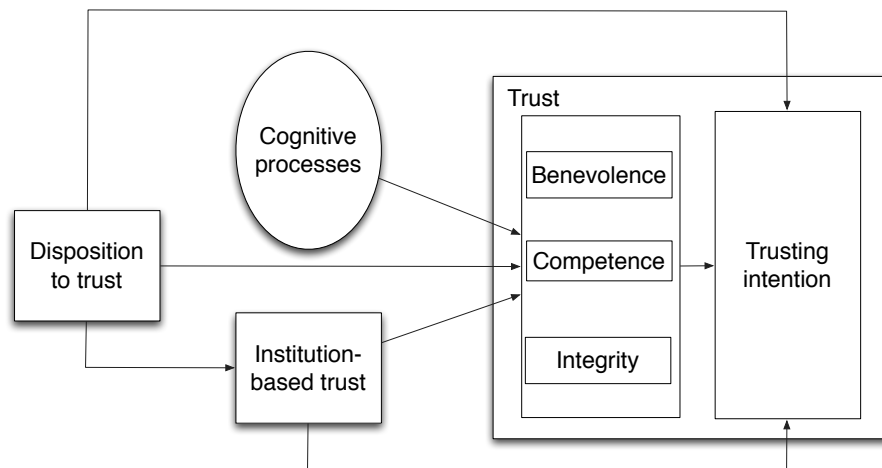 Trust
Cognitive
processes
Benevolence
Disposition
to trust
Competence
Trusting
intention
Institution-
based trust
Integrity